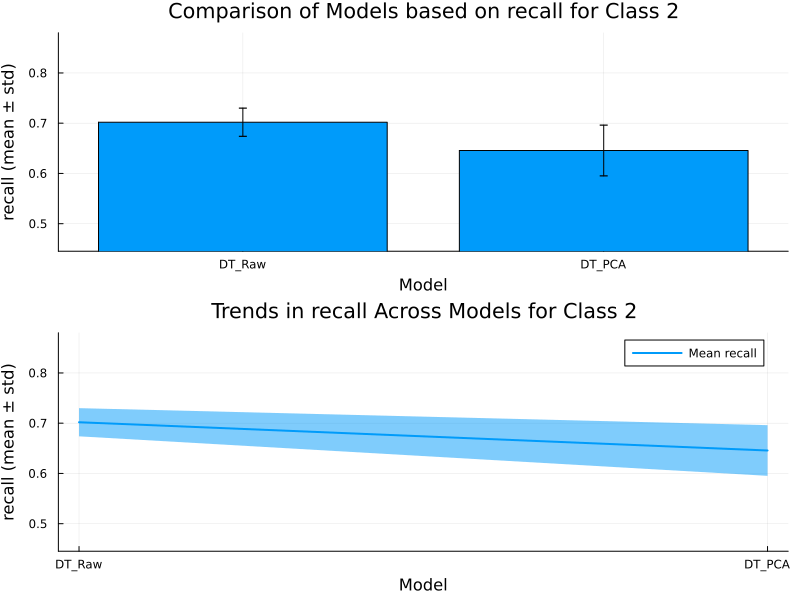 Comparison of Models based on recall for Class 2
recall (mean ± std)
0.8
0.7
0.6
0.5
DT_Raw
DT_PCA
Model
Trends in recall Across Models for Class 2
recall (mean ± std)
Mean recall
0.8
0.7
0.6
0.5
DT_Raw
DT_PCA
Model